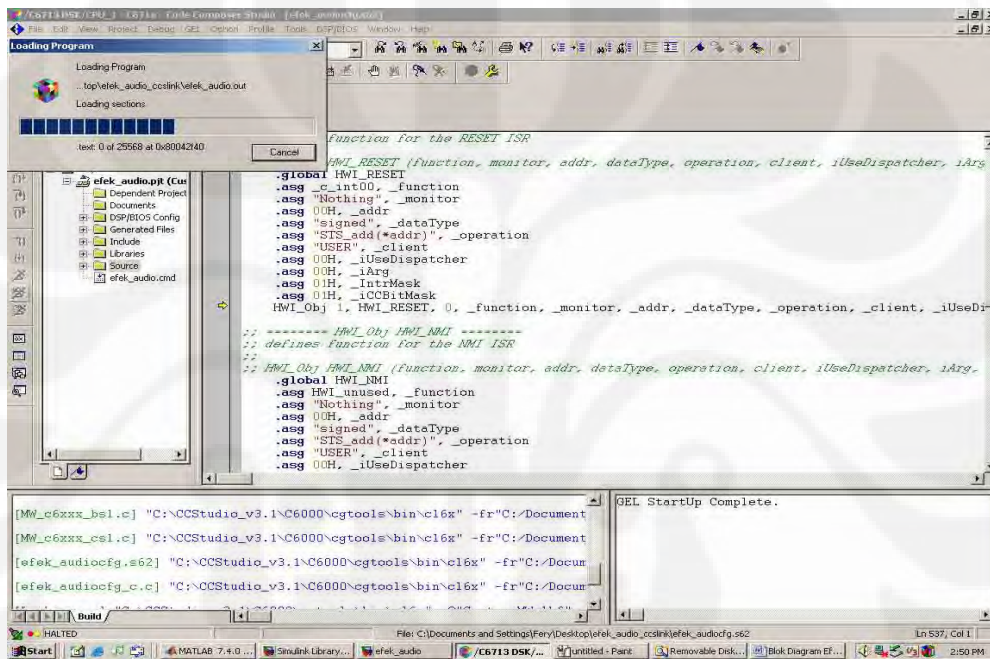 /C6713 DSK/CPU_1 - C671x - Code Composer Studio - [efek_audiocfg.s62]
File Edit View Project Debug GEL Option Profile Tools DSP/BIOS Window Help
Loading Program
Loading Program
...top\efek_audio_ccslink\efek_audio.out
Loading sections
.text: 0 of 25568 at 0x80042f40
Cancel
efek_audio.pjt (Cus
Dependent Project
Documents
DSP/BIOS Config
Generated Files
Include
Libraries
Source
efek_audio.cmd
function for the RESET ISR
HWI_RESET (function, monitor, addr, dataType, operation, client, iUseDispatcher, iArg
.global HWI_RESET
.asg _c_int00, _function
.asg "Nothing", _monitor
.asg 00H, _addr
.asg "signed", _dataType
.asg "STS_add(*addr)", _operation
.asg "USER", _client
.asg 00H, _iUseDispatcher
.asg 00H, _iArg
.asg 01H, _IntrMask
.asg 01H, _iCCBitMask
HWI_Obj 1, HWI_RESET, 0, _function, _monitor, _addr, _dataType, _operation, _client, _iUseDi
;; ======== HWI_Obj HWI_NMI ========
;; defines function for the NMI ISR
;;
;; HWI_Obj HWI_NMI (function, monitor, addr, dataType, operation, client, iUseDispatcher, iArg,
.global HWI_NMI
.asg HWI_unused, _function
.asg "Nothing", _monitor
.asg 00H, _addr
.asg "signed", _dataType
.asg "STS_add(*addr)", _operation
.asg "USER", _client
.asg 00H, _iUseDispatcher
[MW_c6xxx_bsl.c] "C:\CCStudio_v3.1\C6000\cgtools\bin\cl6x" -fr"C:/Document
[MW_c6xxx_csl.c] "C:\CCStudio_v3.1\C6000\cgtools\bin\cl6x" -fr"C:/Document
[efek_audiocfg.s62] "C:\CCStudio_v3.1\C6000\cgtools\bin\cl6x" -fr"C:/Docum
[efek_audiocfg_c.c] "C:\CCStudio_v3.1\C6000\cgtools\bin\cl6x" -fr"C:/Docum
Build
GEL StartUp Complete.
HALTED
File: C:\Documents and Settings\Fery\Desktop\efek_audio_ccslink\efek_audiocfg.s62
Ln 537, Col 1
Start
MATLAB 7.4.0 ...
Simulink Library...
efek_audio
/C6713 DSK/...
untitled - Paint
Removable Disk...
Blok Diagram EF...
2:50 PM